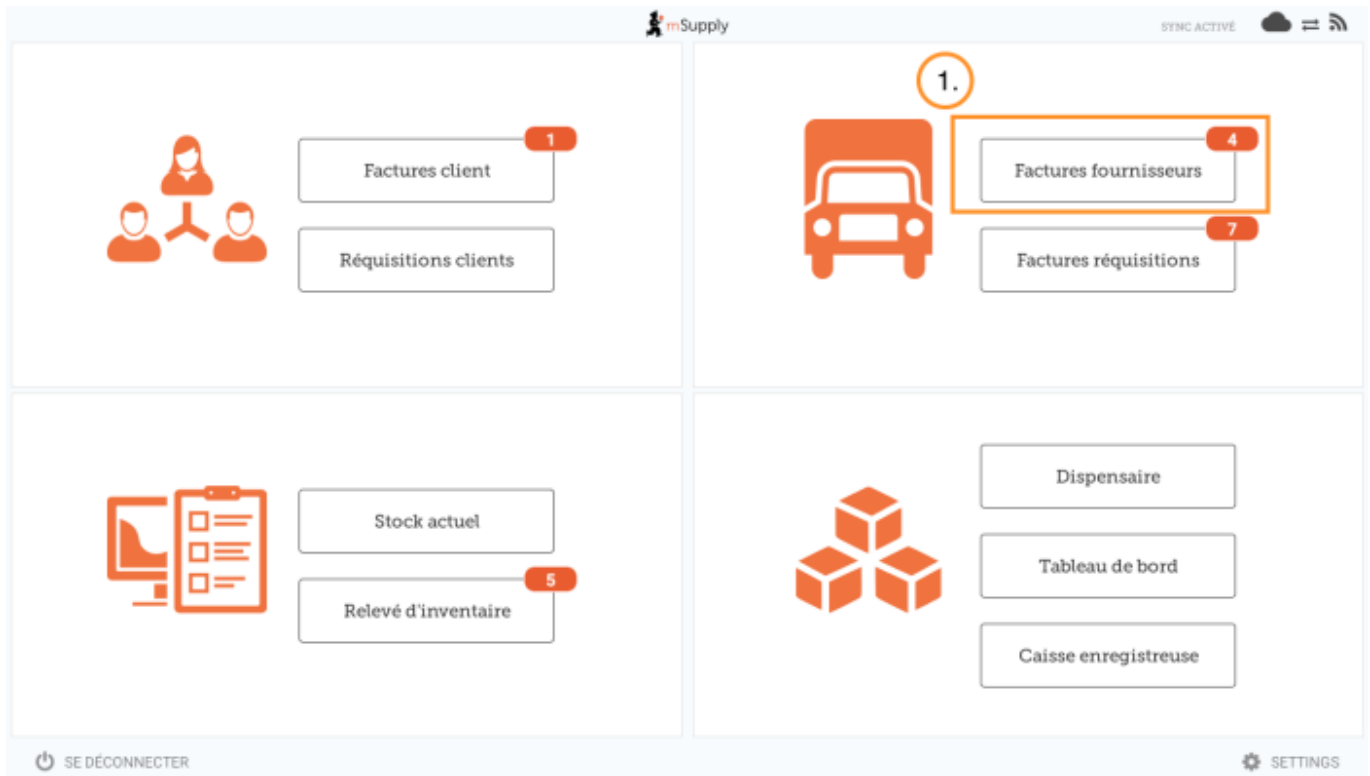 mSupply
SYNC ACTIVÉ
1.
1
Factures client
Réquisitions clients
4
Factures fournisseurs
7
Factures réquisitions
Stock actuel
5
Relevé d'inventaire
Dispensaire
Tableau de bord
Caisse enregistreuse
SE DÉCONNECTER
SETTINGS